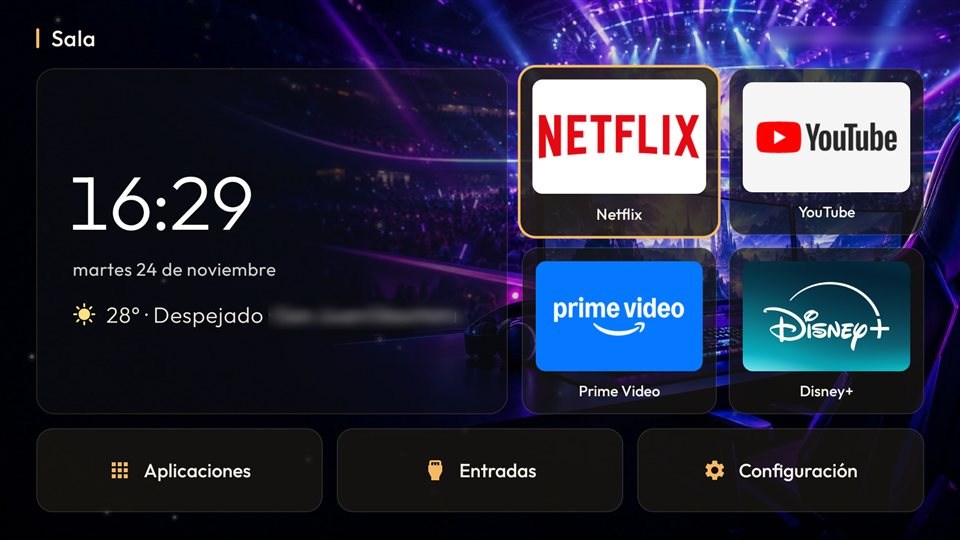 Sala
16:29
martes 24 de noviembre
28° · Despejado
NETFLIX
Netflix
YouTube
YouTube
prime video
Prime Video
Disney+
Disney+
Aplicaciones
Entradas
Configuración